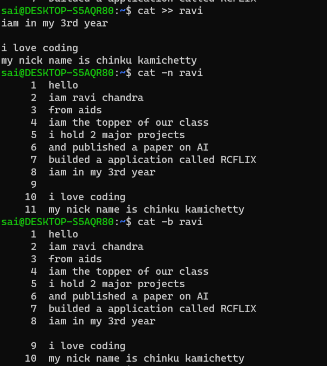 sai@DESKTOP-S5AQR80:~$ cat >> ravi
iam in my 3rd year

i love coding
my nick name is chinku kamichetty
sai@DESKTOP-S5AQR80:~$ cat -n ravi
     1  hello
     2  iam ravi chandra
     3  from aids
     4  iam the topper of our class
     5  i hold 2 major projects
     6  and published a paper on AI
     7  builded a application called RCFLIX
     8  iam in my 3rd year
     9
    10  i love coding
    11  my nick name is chinku kamichetty
sai@DESKTOP-S5AQR80:~$ cat -b ravi
     1  hello
     2  iam ravi chandra
     3  from aids
     4  iam the topper of our class
     5  i hold 2 major projects
     6  and published a paper on AI
     7  builded a application called RCFLIX
     8  iam in my 3rd year

     9  i love coding
    10  my nick name is chinku kamichetty